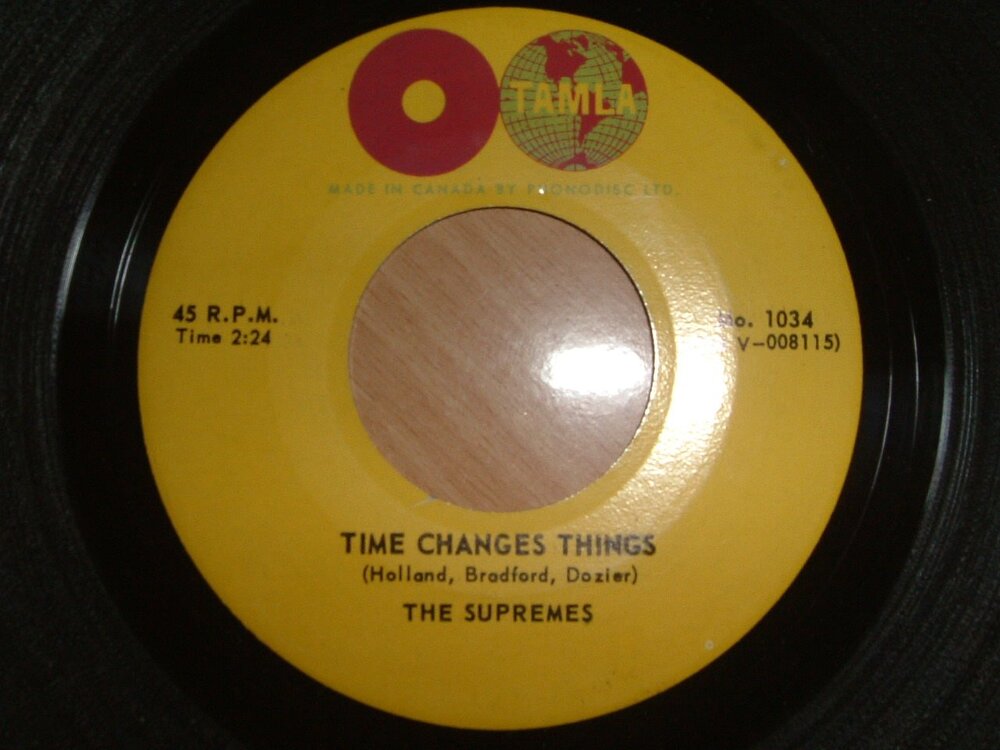 TAMLA
MADE IN CANADA BY PHONODISC LTD.
45 R.P.M.
Time 2:24
No. 1034
V-008115)
TIME CHANGES THINGS
(Holland, Bradford, Dozier)
THE SUPREMES